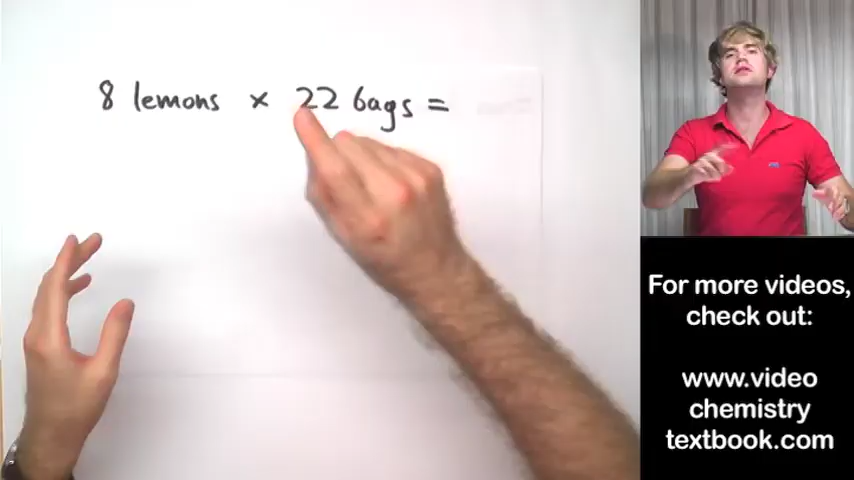 8 lemons × 22 bags =
For more videos,
check out:
www.video
chemistry
textbook.com